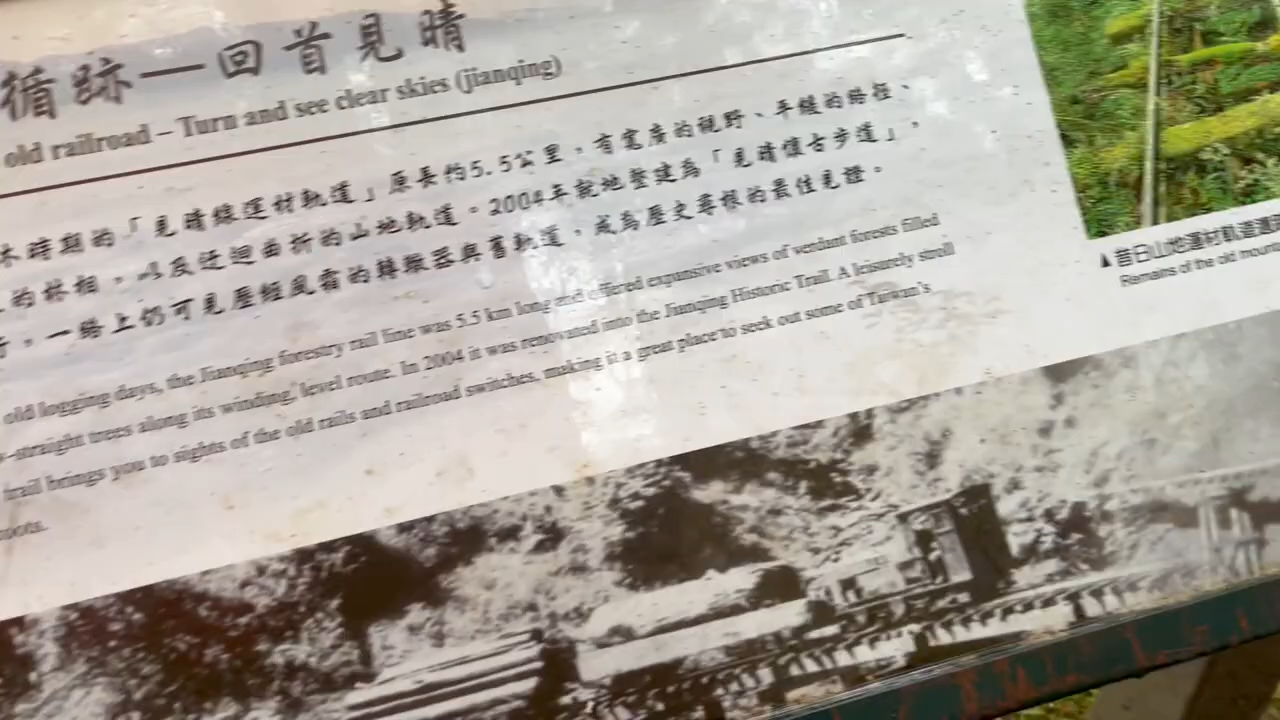 循跡—回首見晴
old railroad – Turn and see clear skies (jianqing)
木時期的「見晴線運材軌道」原長約5.5公里，有寬廣的視野、平緩的路徑、
的林相，以及迂迴曲折的山地軌道。2004年就地整建為「見晴懷古步道」，
，一路上仍可見歷經風霜的轉轍器與舊軌道，成為歷史尋根的最佳見證。
old logging days, the Jianqing forestry rail line was 5.5 km long and offered expansive views of verdant forests filled
-straight trees along its winding, level route. In 2004 it was renovated into the Jianqing Historic Trail. A leisurely stroll
trail brings you to sights of the old rails and railroad switches, making it a great place to seek out some of Taiwan's
roots.
▲昔日山地運材軌道
Remains of the old